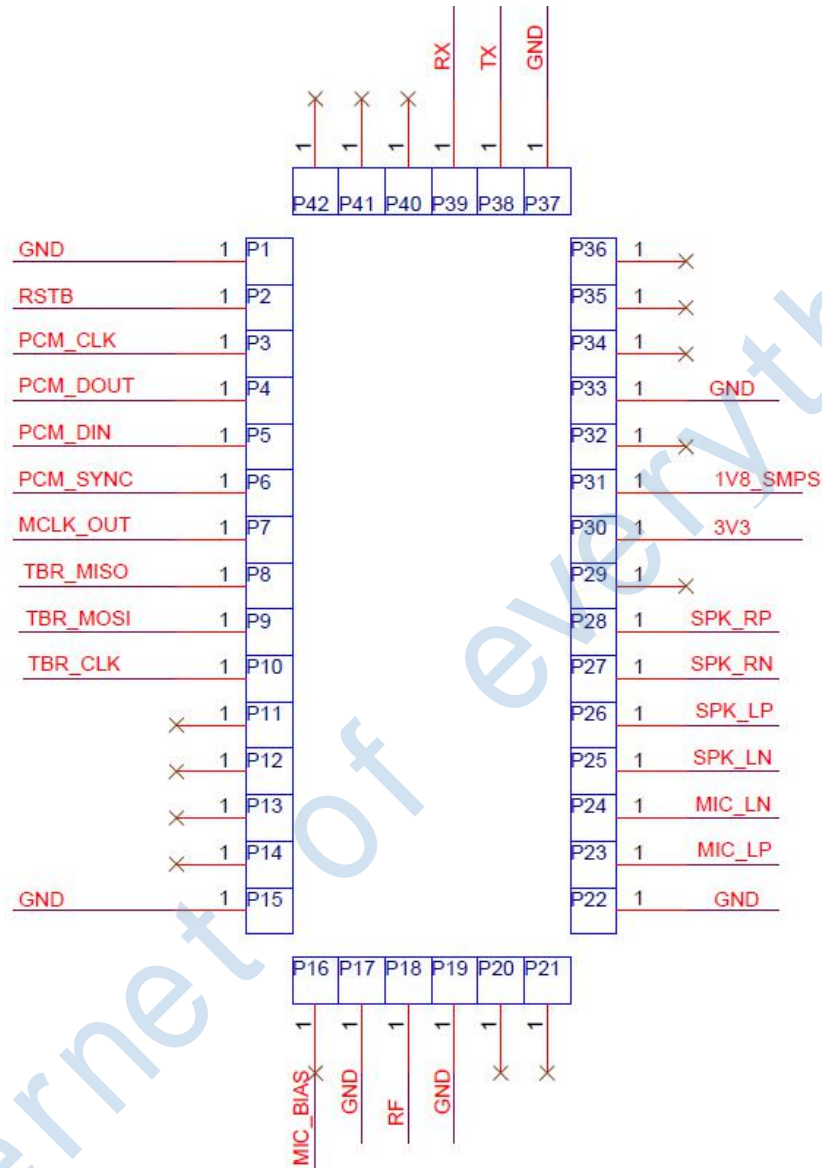 RX TX GND
1 1 1 1 1 1
P42 P41 P40 P39 P38 P37
GND 1 P1 P36 1
RSTB 1 P2 P35 1
PCM_CLK 1 P3 P34 1
PCM_DOUT 1 P4 P33 1 GND
PCM_DIN 1 P5 P32 1
PCM_SYNC 1 P6 P31 1 1V8_SMPS
MCLK_OUT 1 P7 P30 1 3V3
TBR_MISO 1 P8 P29 1
TBR_MOSI 1 P9 P28 1 SPK_RP
TBR_CLK 1 P10 P27 1 SPK_RN
1 P11 P26 1 SPK_LP
1 P12 P25 1 SPK_LN
1 P13 P24 1 MIC_LN
1 P14 P23 1 MIC_LP
GND 1 P15 P22 1 GND
P16 P17 P18 P19 P20 P21
1 1 1 1 1 1
MIC_BIAS GND RF GND
ernet of everyth